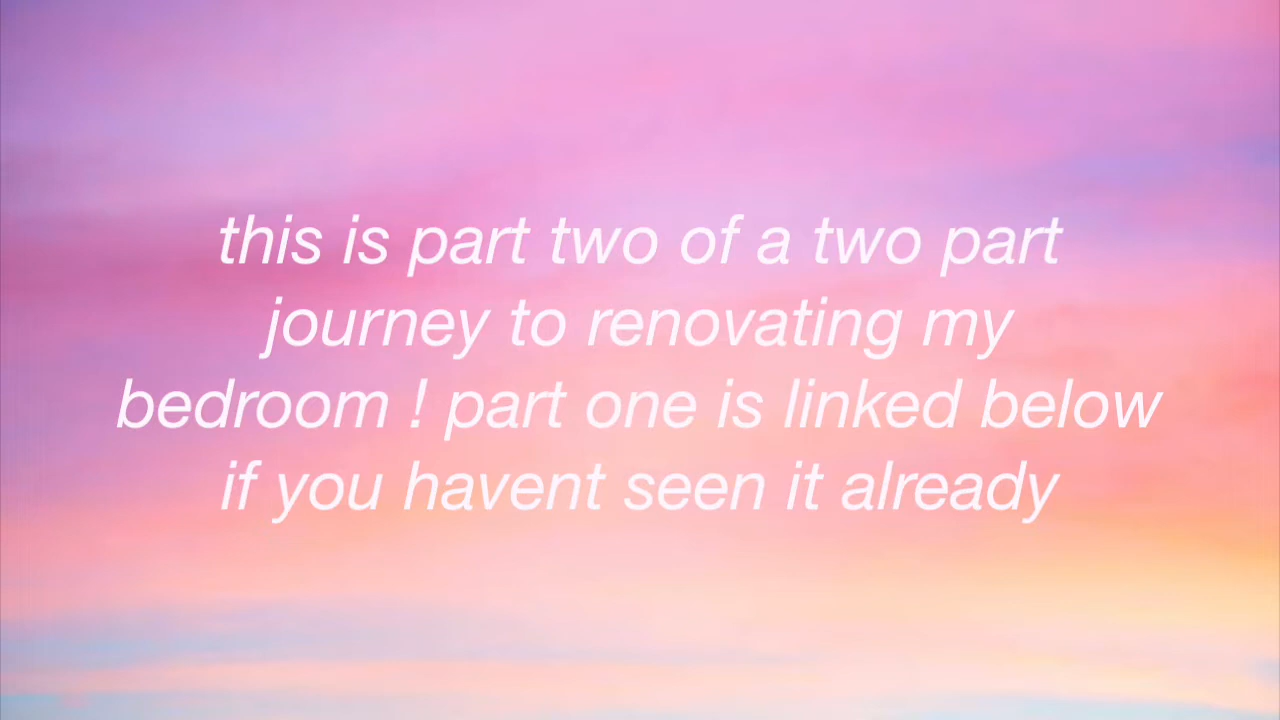 this is part two of a two part
journey to renovating my
bedroom ! part one is linked below
if you havent seen it already